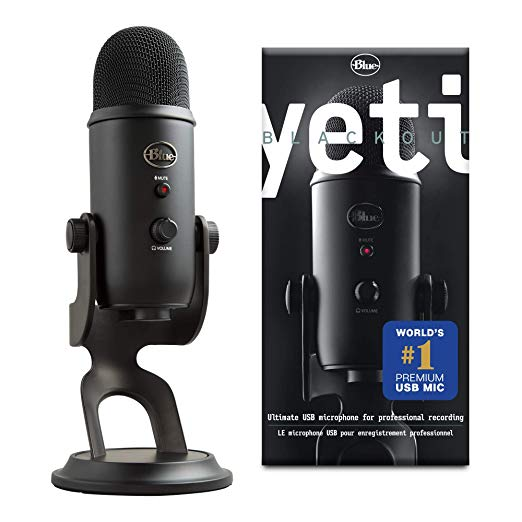 Blue
MUTE
VOLUME
Blue
yeti
BLACKOUT
Blue
MUTE
VOLUME
WORLD'S
#1
PREMIUM
USB MIC
Ultimate USB microphone for professional recording
LE microphone USB pour enregistrement professionnel